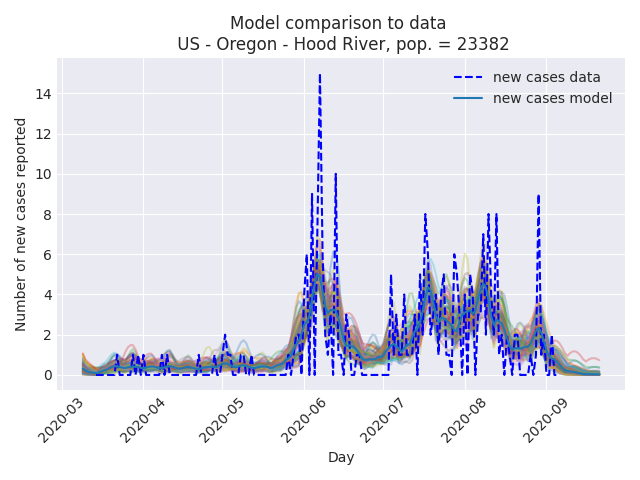 Model comparison to data
US - Oregon - Hood River, pop. = 23382
new cases data
new cases model
Number of new cases reported
14
12
10
8
6
4
2
0
2020-03
2020-04
2020-05
2020-06
2020-07
2020-08
2020-09
Day